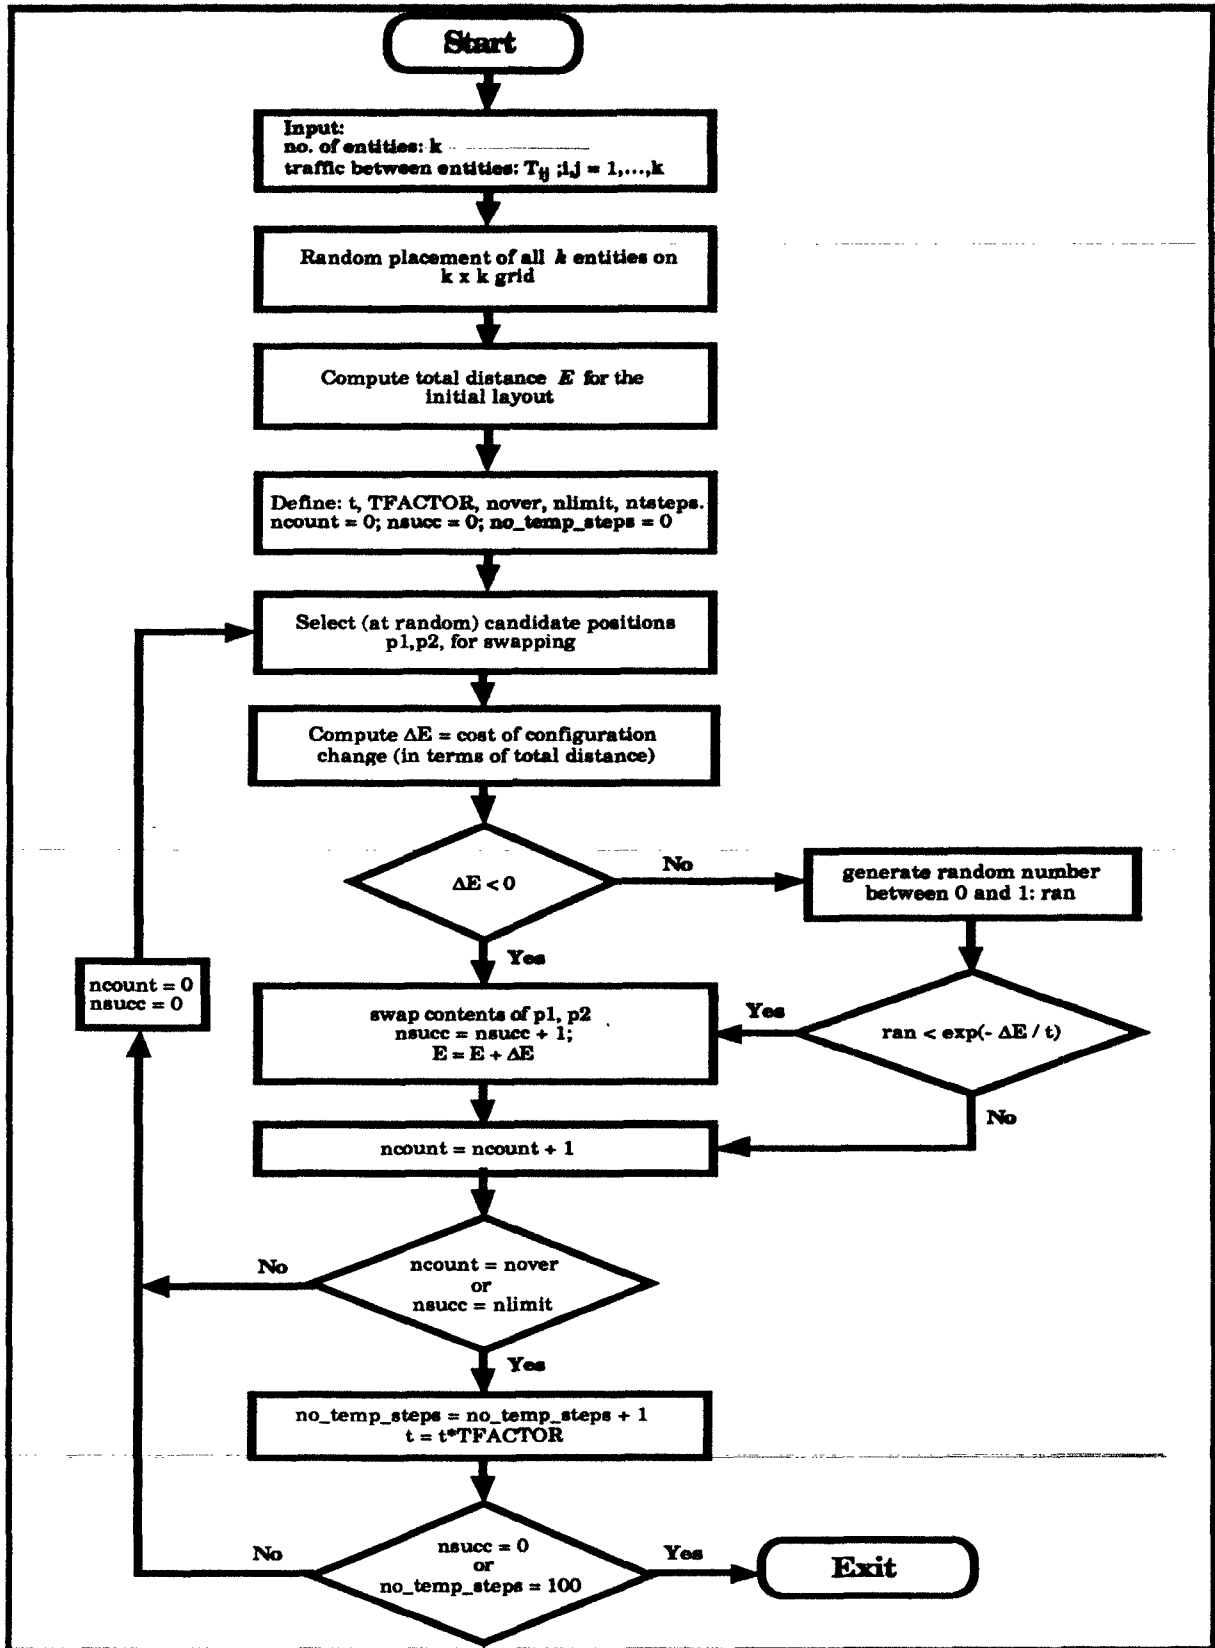 Start
Input:
no. of entities: k
traffic between entities: Tij ;i,j = 1,...,k
Random placement of all k entities on
k x k grid
Compute total distance E for the
initial layout
Define: t, TFACTOR, nover, nlimit, ntsteps.
ncount = 0; nsucc = 0; no_temp_steps = 0
Select (at random) candidate positions
p1,p2, for swapping
Compute ΔE = cost of configuration
change (in terms of total distance)
ΔE < 0
No
generate random number
between 0 and 1: ran
Yes
ncount = 0
nsucc = 0
swap contents of p1, p2
nsucc = nsucc + 1;
E = E + ΔE
Yes
ran < exp(- ΔE / t)
No
ncount = ncount + 1
No
ncount = nover
or
nsucc = nlimit
Yes
no_temp_steps = no_temp_steps + 1
t = t*TFACTOR
No
nsucc = 0
or
no_temp_steps = 100
Yes
Exit